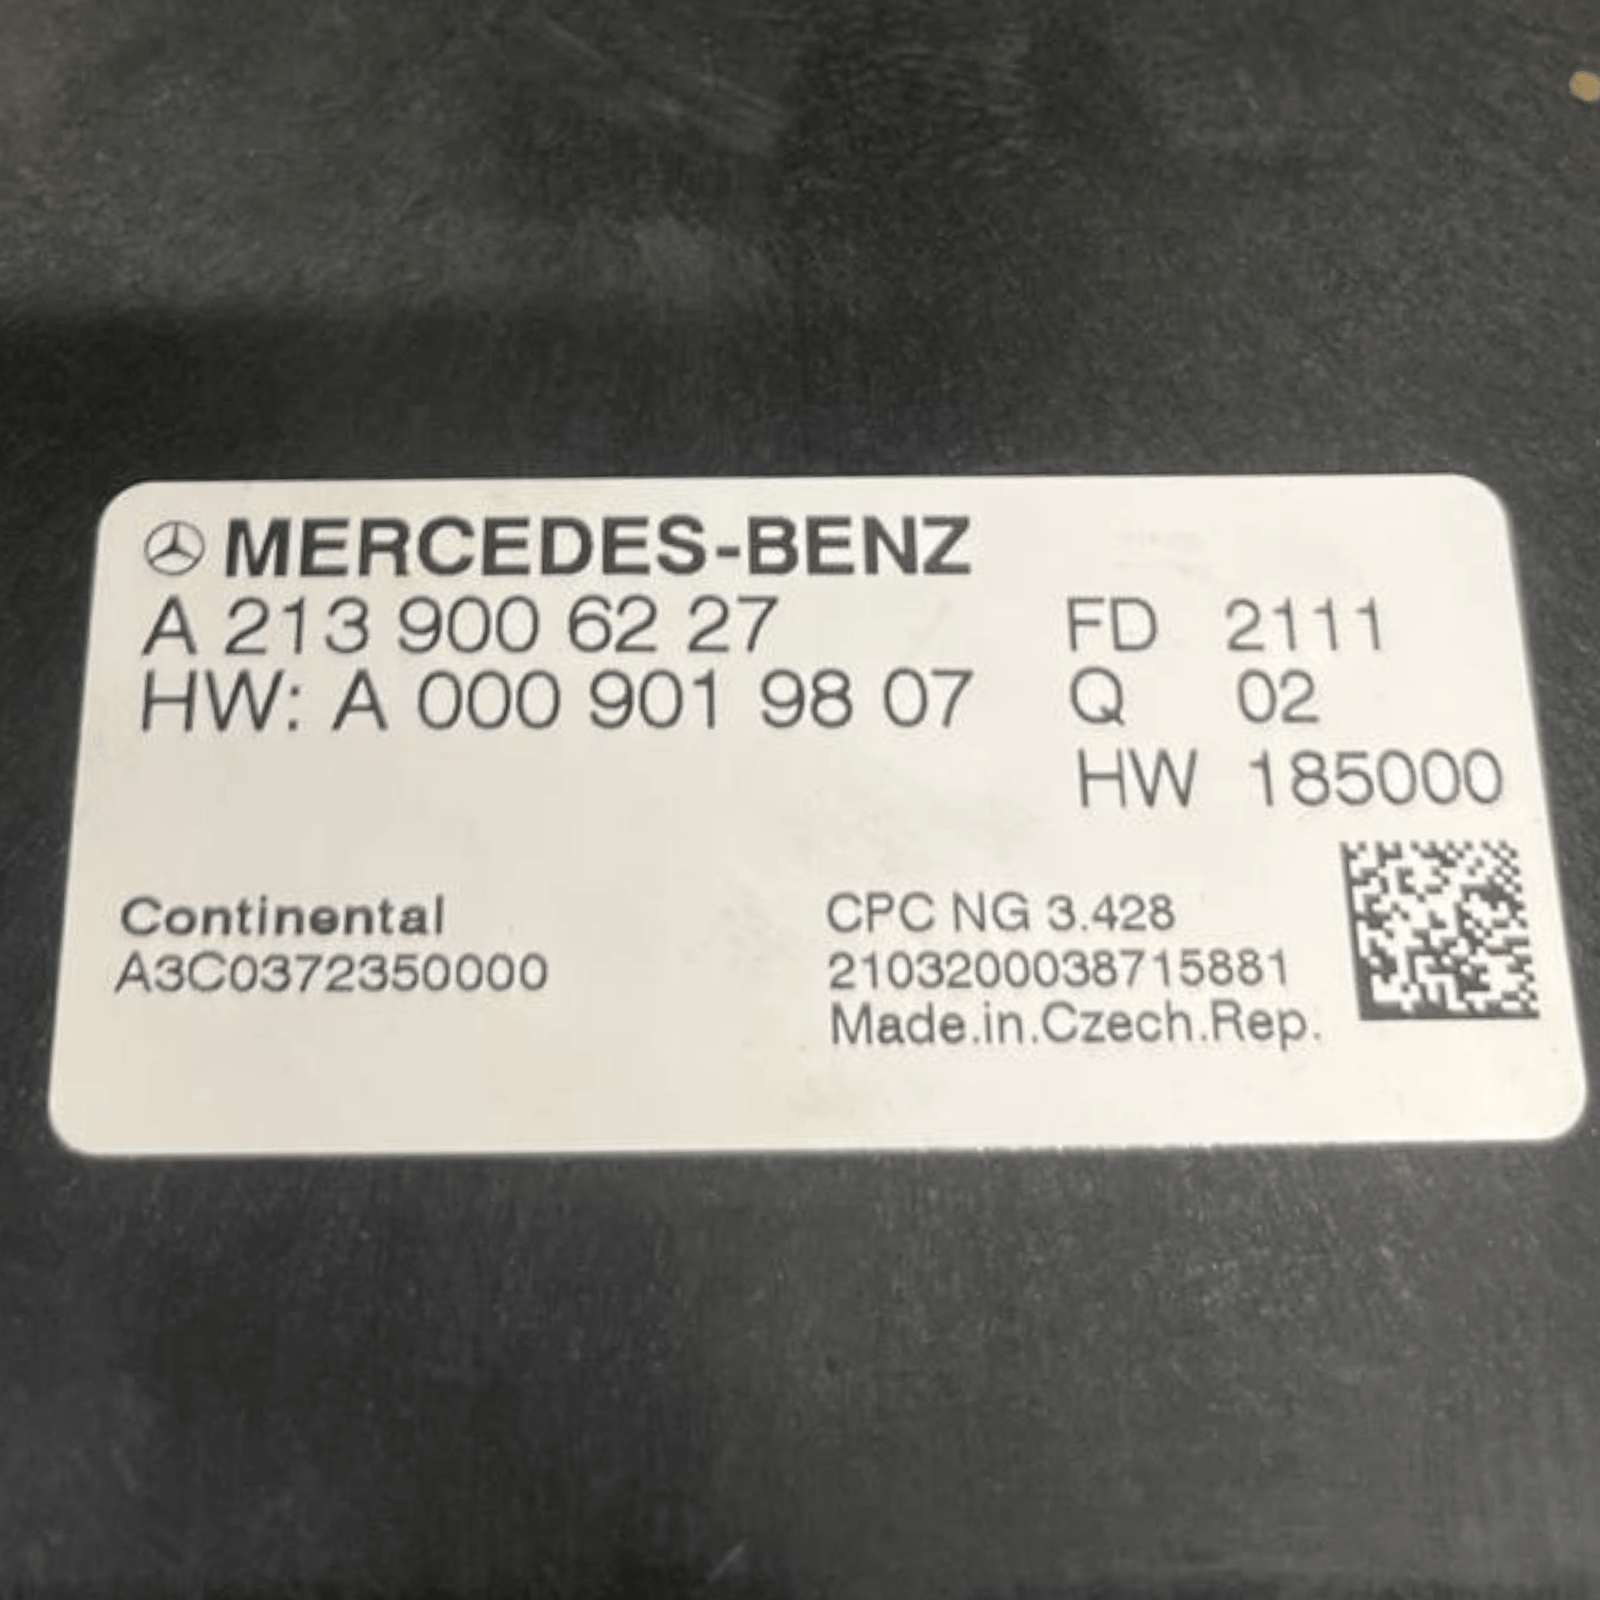 MERCEDES-BENZ
A 213 900 62 27 FD 2111
HW: A 000 901 98 07 Q 02
HW 185000
Continental CPC NG 3.428
A3C0372350000 2103200038715881
Made.in.Czech.Rep.